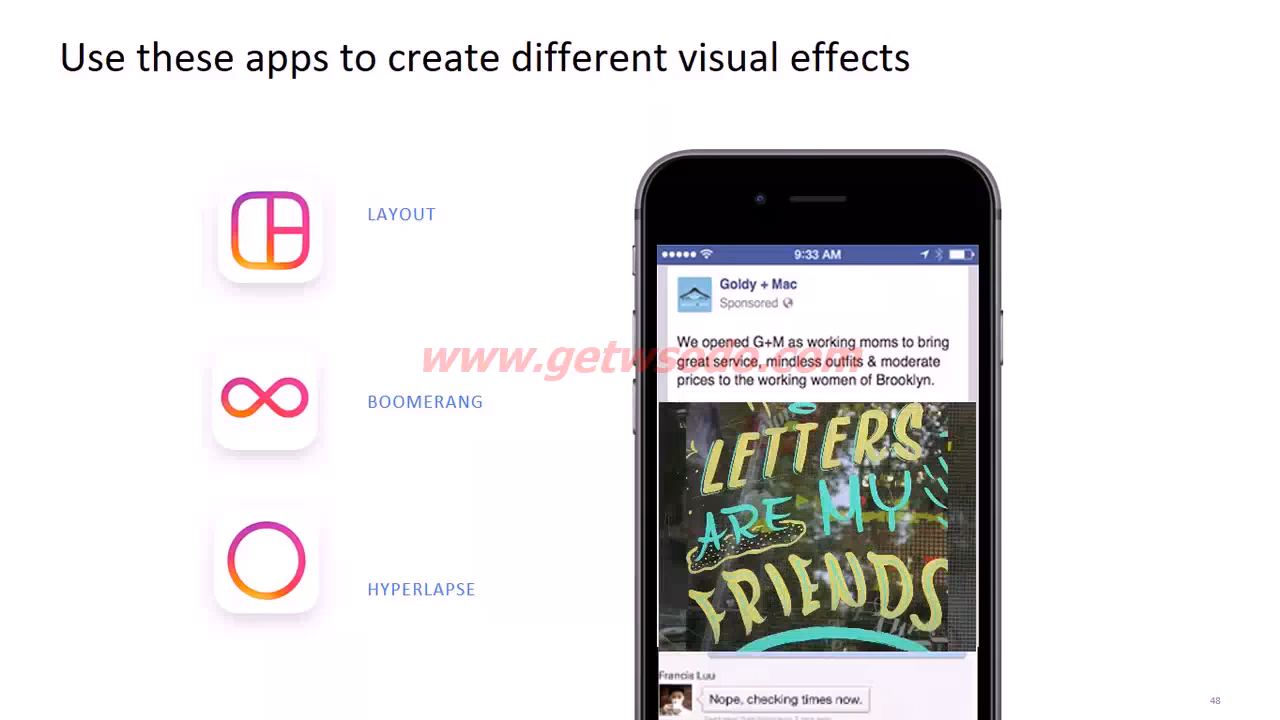 Use these apps to create different visual effects
LAYOUT
BOOMERANG
HYPERLAPSE
9:33 AM
Goldy + Mac
Sponsored
We opened G+M as working moms to bring
great service, mindless outfits & moderate
prices to the working women of Brooklyn.
www.getwsodo.com
LETTERS
ARE MY
FRIENDS
Francis Luu
Nope, checking times now.
48